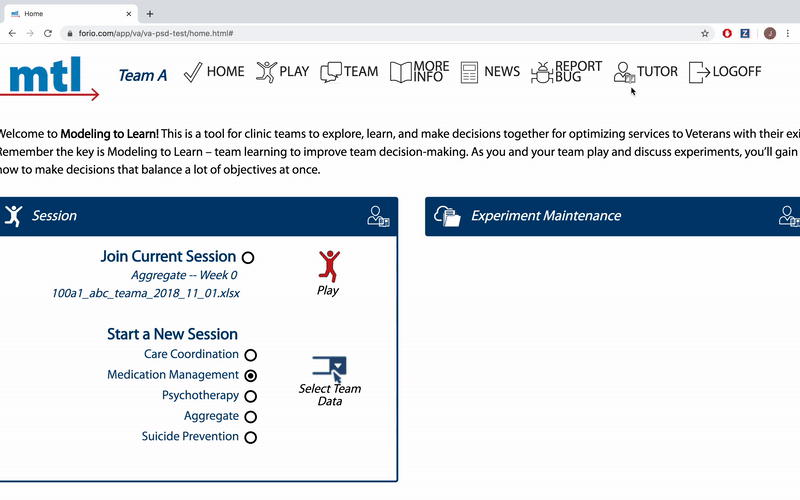 Home
forio.com/app/va/va-psd-test/home.html#
J
mtl
Team A
HOME
PLAY
TEAM
MORE
INFO
NEWS
REPORT
BUG
TUTOR
LOGOFF
Welcome to Modeling to Learn! This is a tool for clinic teams to explore, learn, and make decisions together for optimizing services to Veterans with their exi
Remember the key is Modeling to Learn – team learning to improve team decision-making. As you and your team play and discuss experiments, you'll gain
how to make decisions that balance a lot of objectives at once.
Session
Experiment Maintenance
Join Current Session
Aggregate -- Week 0
100a1_abc_teama_2018_11_01.xlsx
Play
Start a New Session
Care Coordination
Medication Management
Psychotherapy
Aggregate
Suicide Prevention
Select Team
Data